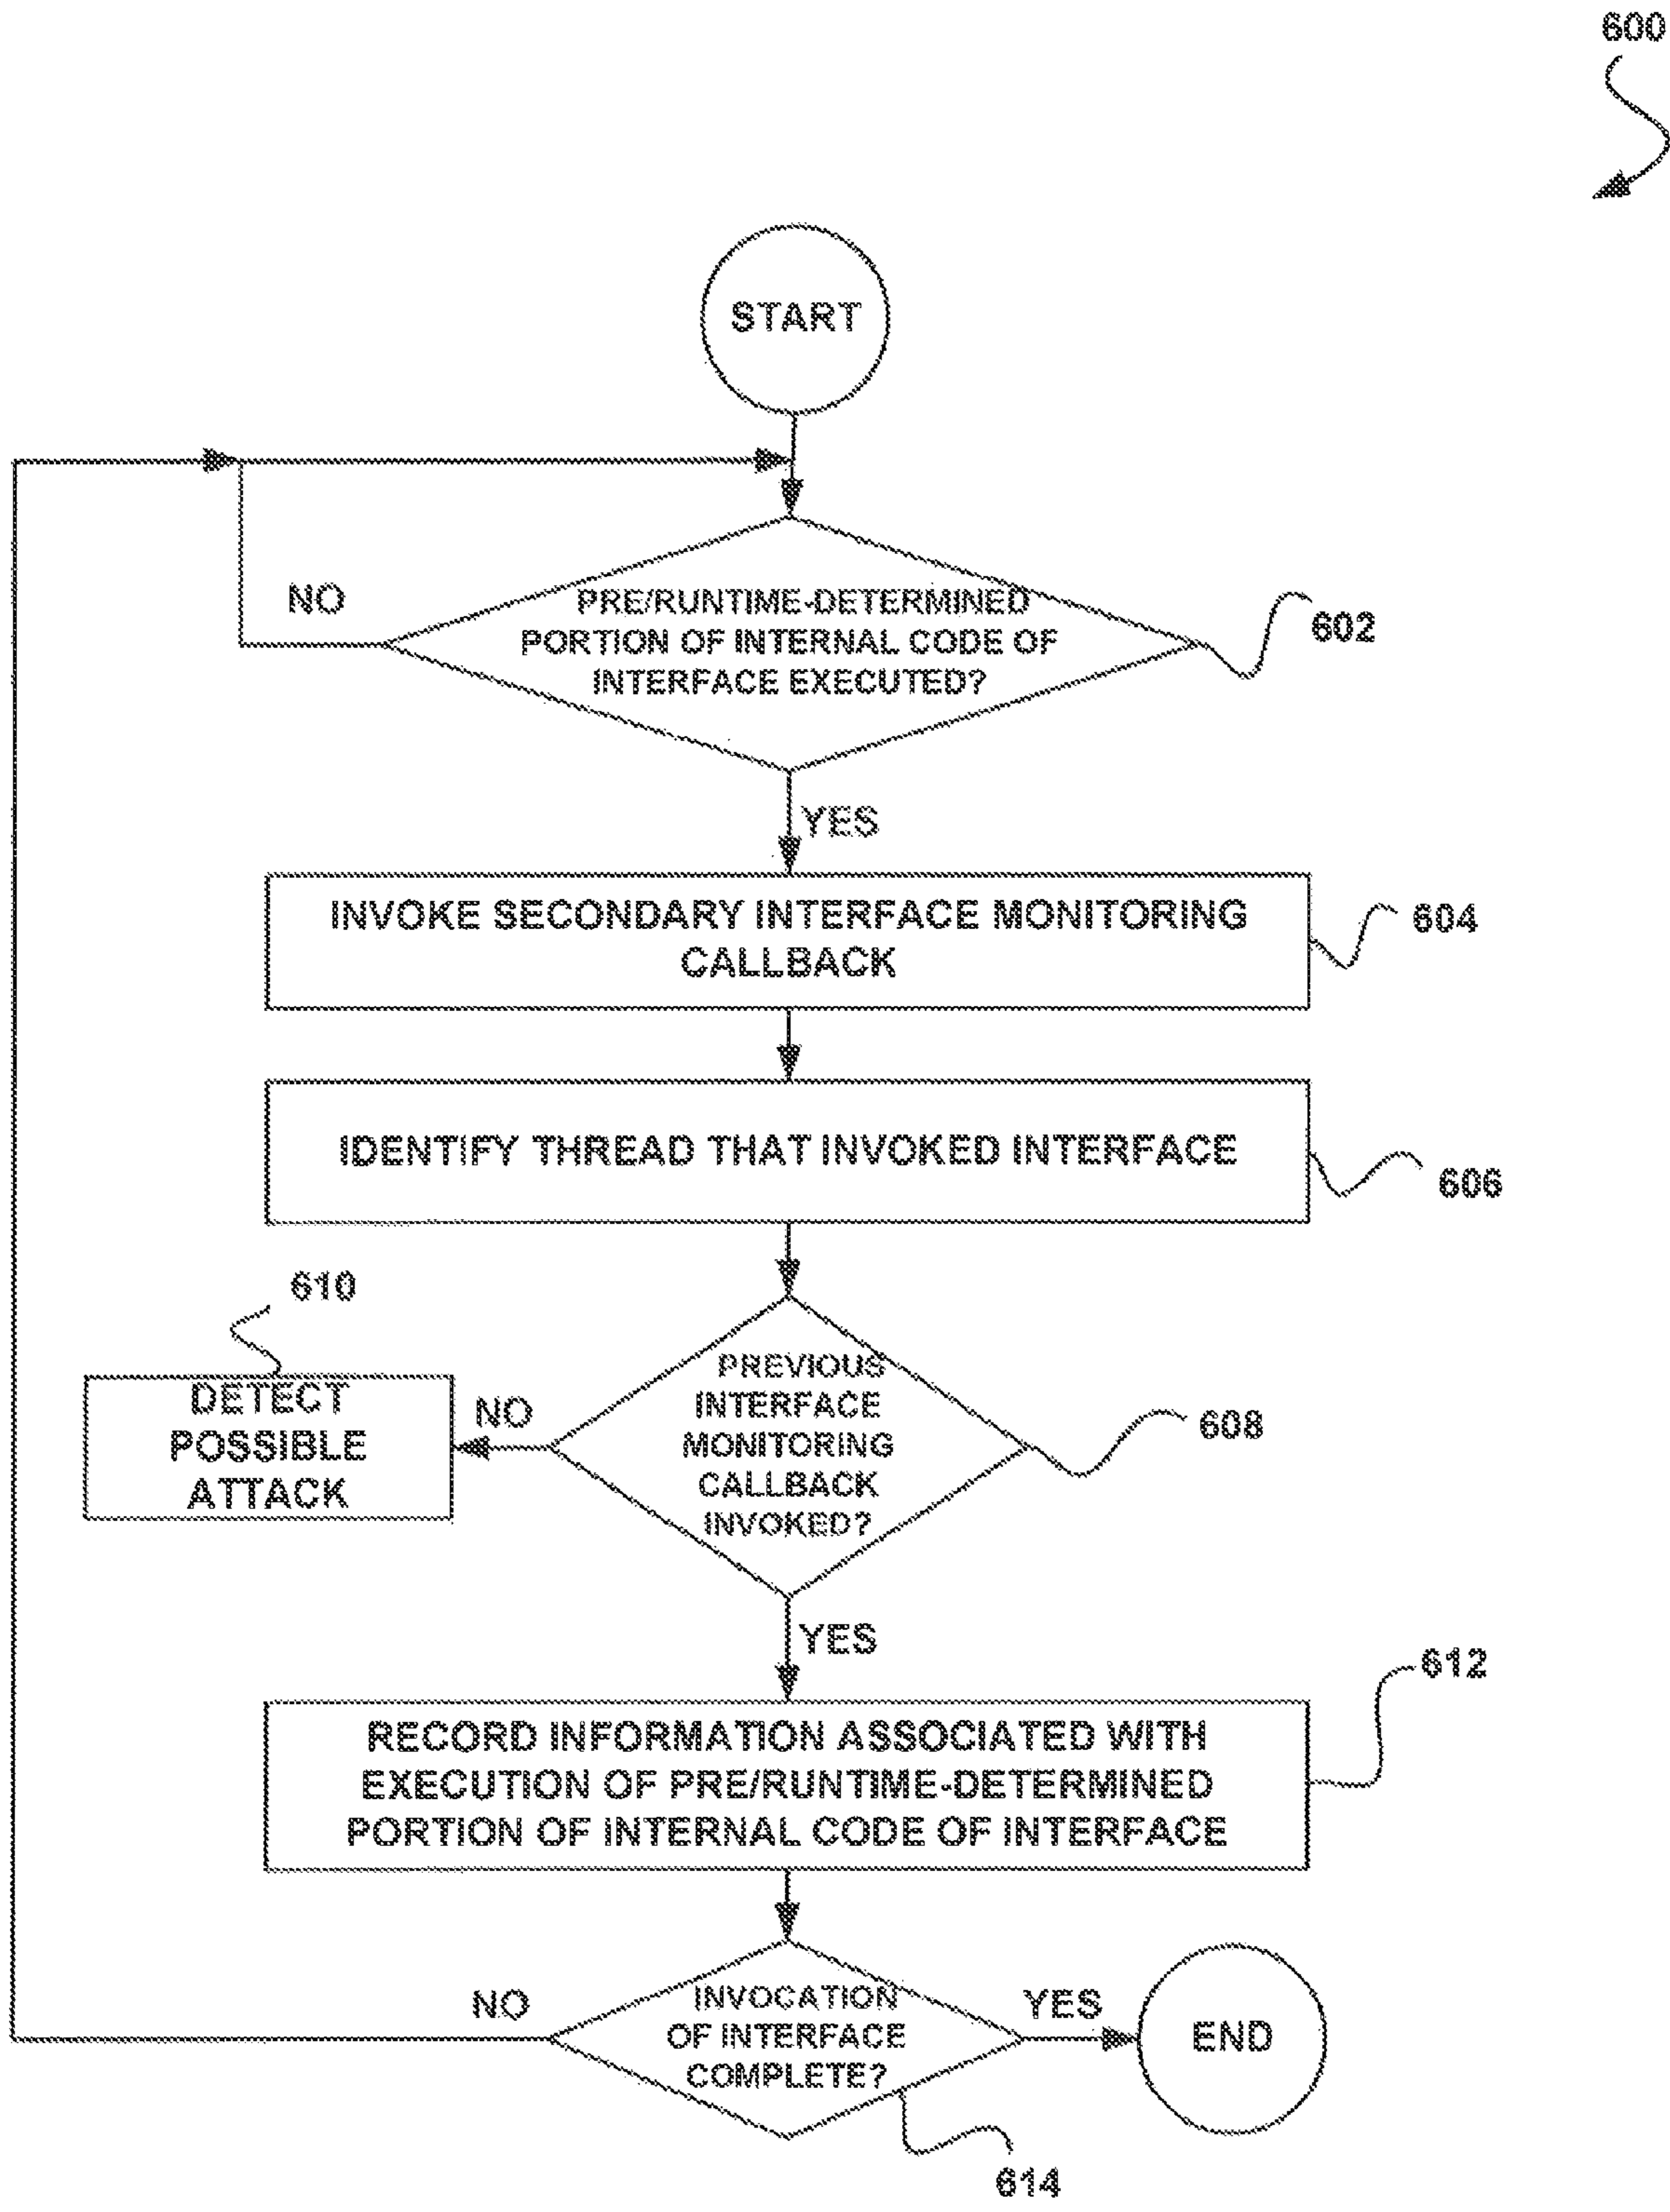 600
START
NO
PRE/RUNTIME-DETERMINED
PORTION OF INTERNAL CODE OF
INTERFACE EXECUTED?
602
YES
INVOKE SECONDARY INTERFACE MONITORING
CALLBACK
604
IDENTIFY THREAD THAT INVOKED INTERFACE
606
610
DETECT
POSSIBLE
ATTACK
NO
PREVIOUS
INTERFACE
MONITORING
CALLBACK
INVOKED?
608
YES
612
RECORD INFORMATION ASSOCIATED WITH
EXECUTION OF PRE/RUNTIME-DETERMINED
PORTION OF INTERNAL CODE OF INTERFACE
NO
INVOCATION
OF INTERFACE
COMPLETE?
YES
END
614